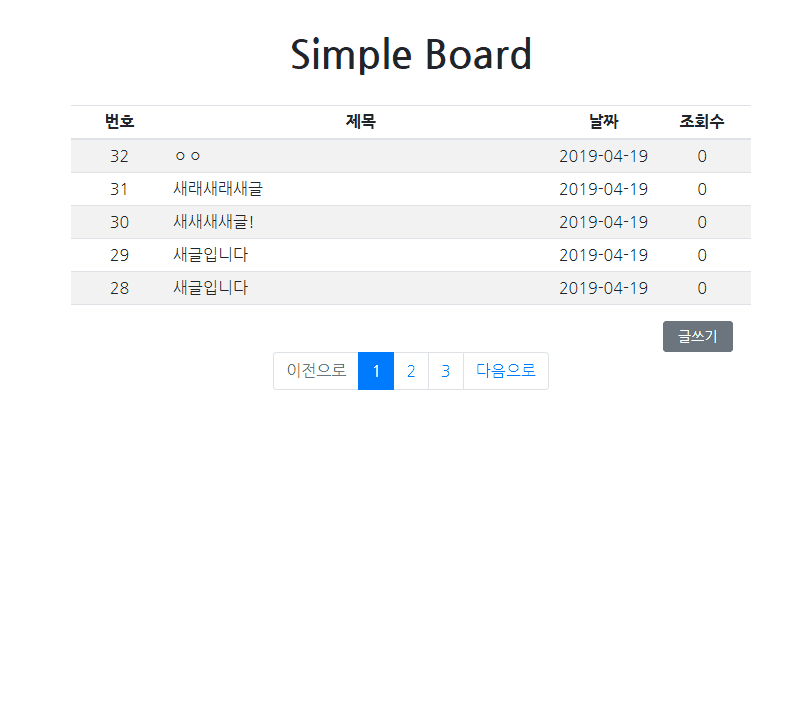 Simple Board
번호 제목 날짜 조회수
32 ㅇㅇ 2019-04-19 0
31 새래새래새글 2019-04-19 0
30 새새새새글! 2019-04-19 0
29 새글입니다 2019-04-19 0
28 새글입니다 2019-04-19 0
글쓰기
이전으로 1 2 3 다음으로